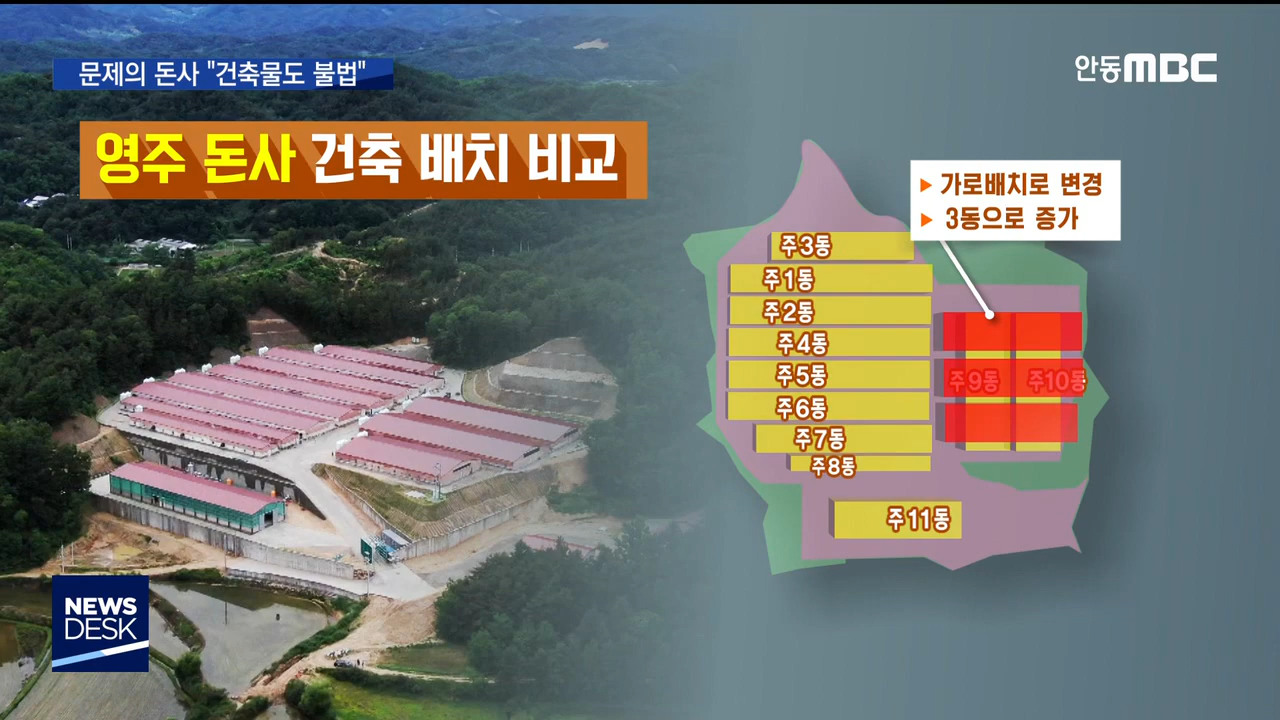 문제의 돈사 "건축물도 불법"
안동MBC
영주 돈사 건축 배치 비교
▶ 가로배치로 변경
▶ 3동으로 증가
주3동
주1동
주2동
주4동
주5동
주6동
주7동
주8동
주9동
주10동
주11동
NEWS
DESK